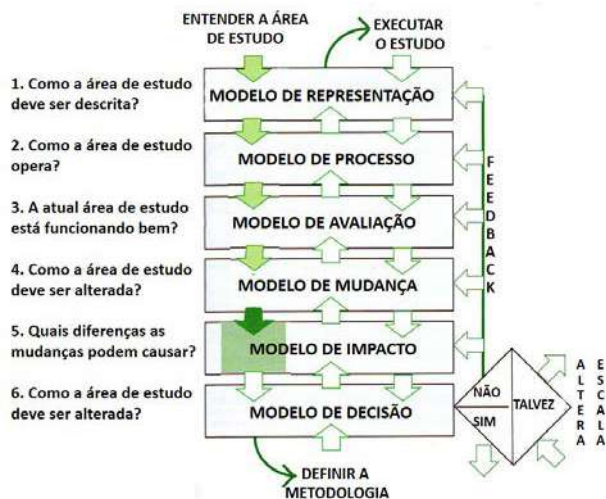 ENTENDER A ÁREA
DE ESTUDO
EXECUTAR
O ESTUDO
1. Como a área de estudo
deve ser descrita?
MODELO DE REPRESENTAÇÃO
2. Como a área de estudo
opera?
MODELO DE PROCESSO
3. A atual área de estudo
está funcionando bem?
MODELO DE AVALIAÇÃO
4. Como a área de estudo
deve ser alterada?
MODELO DE MUDANÇA
5. Quais diferenças as
mudanças podem causar?
MODELO DE IMPACTO
6. Como a área de estudo
deve ser alterada?
MODELO DE DECISÃO
FEEDBACK
NÃO
SIM
TALVEZ
ALTERA
ESCALA
DEFINIR A
METODOLOGIA